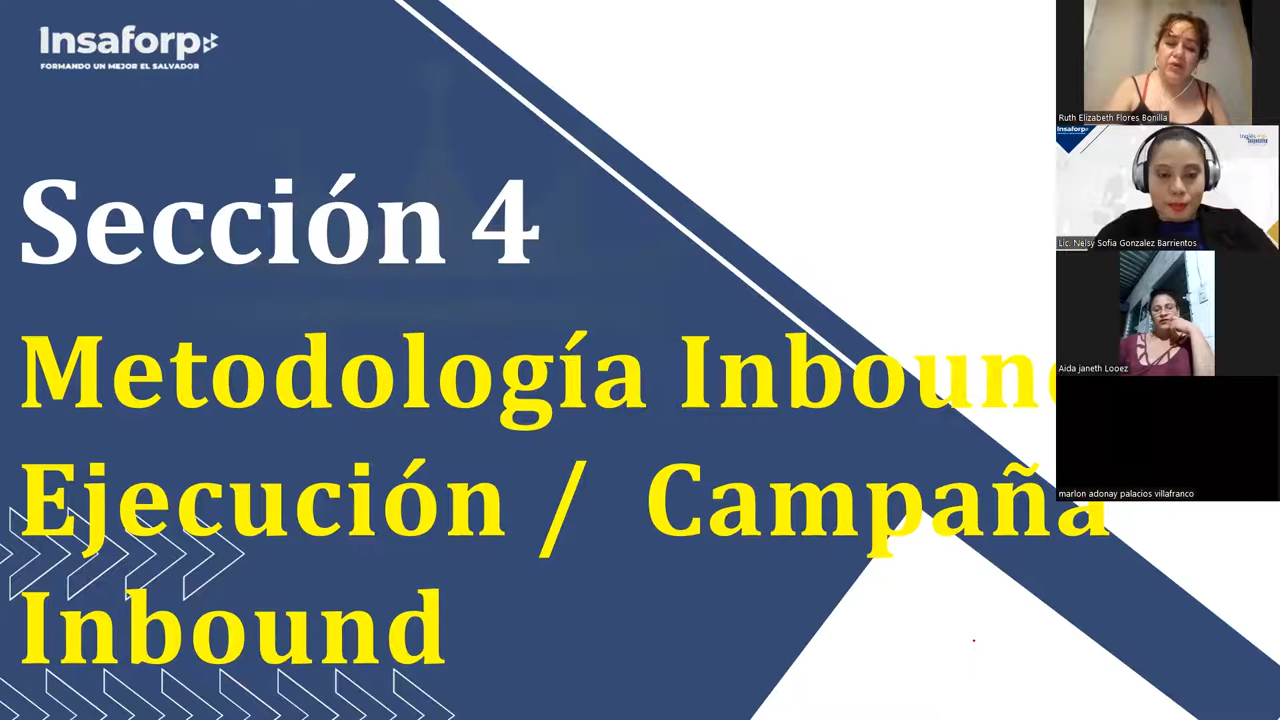 Insaforp
FORMANDO UN MEJOR EL SALVADOR
Sección 4
Metodología Inbound
Ejecución / Campaña
Inbound
Ruth Elizabeth Flores Bonilla
Insaforp
Lic. Nelsy Sofia Gonzalez Barrientos
Aida janeth Looez
marlon adonay palacios villafranco